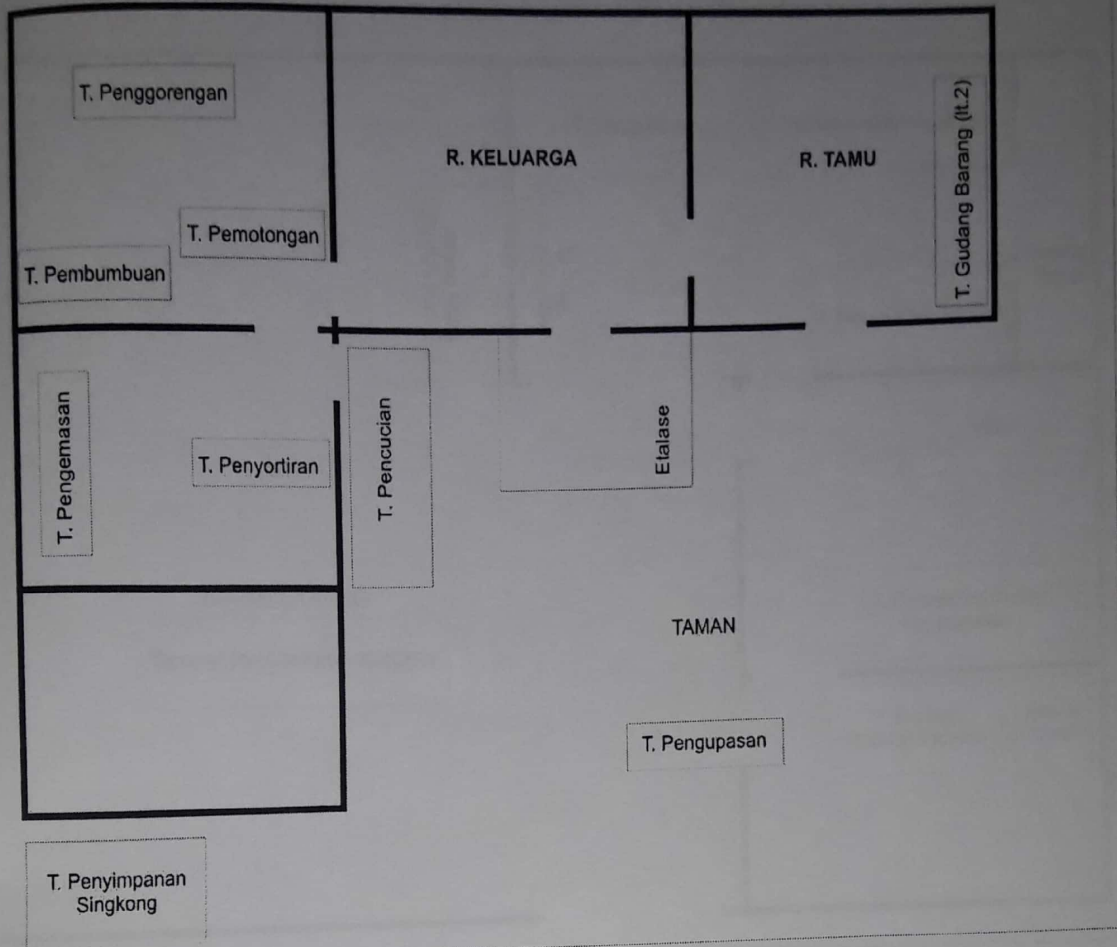 T. Penggorengan
R. KELUARGA
R. TAMU
T. Gudang Barang (lt.2)
T. Pemotongan
T. Pembumbuan
T. Pengemasan
T. Penyortiran
T. Pencucian
Etalase
TAMAN
T. Pengupasan
T. Penyimpanan
Singkong